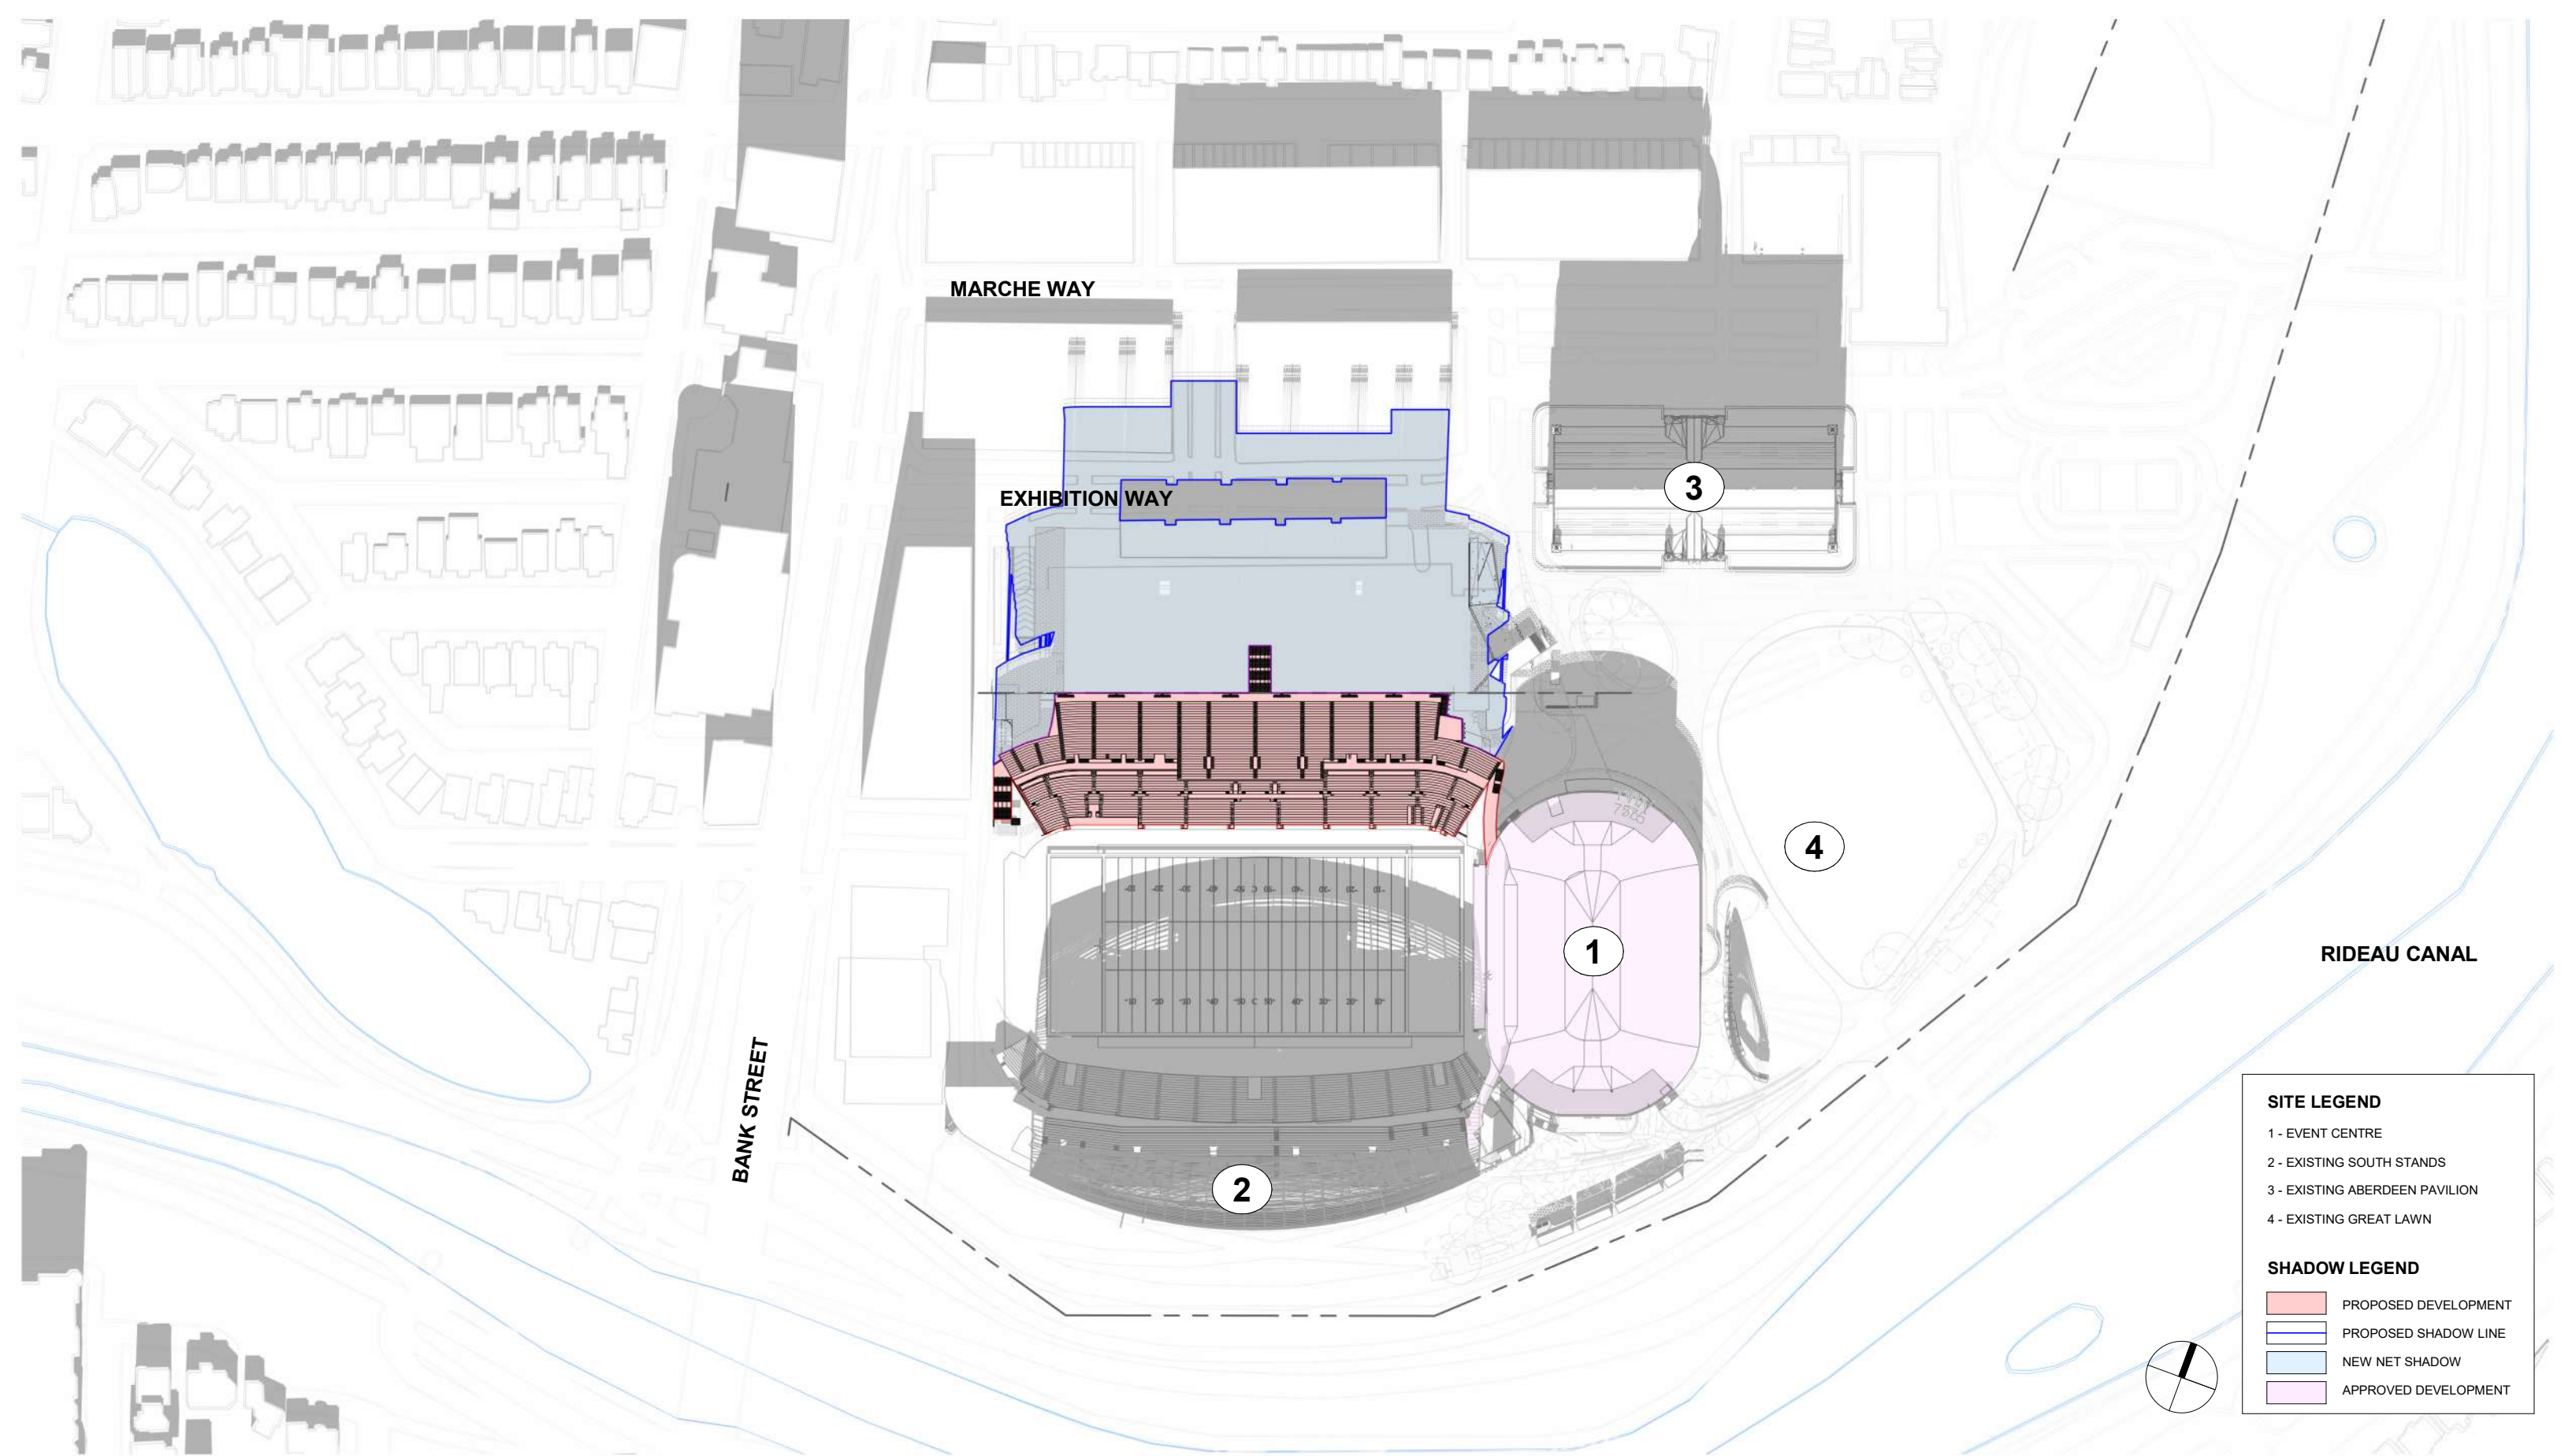 MARCHE WAY
EXHIBITION WAY
3
4
1
RIDEAU CANAL
BANK STREET
2
SITE LEGEND
1 - EVENT CENTRE
2 - EXISTING SOUTH STANDS
3 - EXISTING ABERDEEN PAVILION
4 - EXISTING GREAT LAWN
SHADOW LEGEND
PROPOSED DEVELOPMENT
PROPOSED SHADOW LINE
NEW NET SHADOW
APPROVED DEVELOPMENT